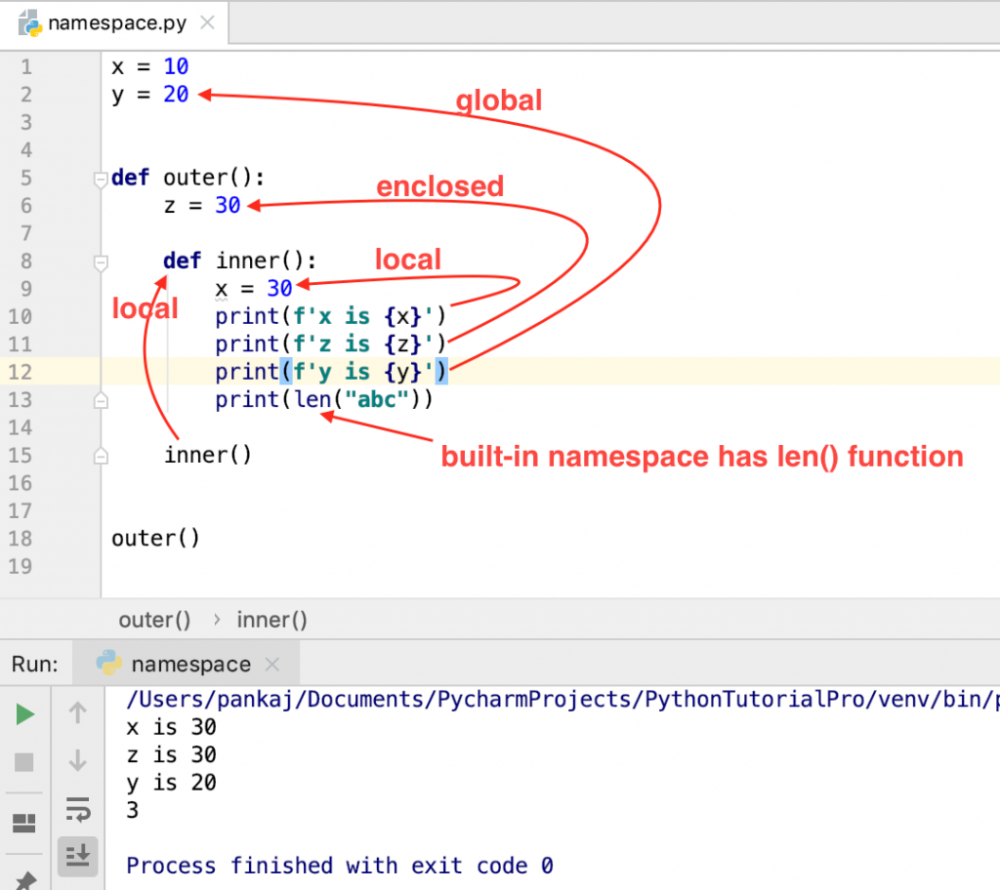 namespace.py
1 x = 10
2 y = 20
global
3
4
5 def outer():
enclosed
6     z = 30
7
8     def inner():
local
9         x = 30
local
10         print(f'x is {x}')
11         print(f'z is {z}')
12         print(f'y is {y}')
13         print(len("abc"))
14
15     inner()
built-in namespace has len() function
16
17
18 outer()
19
outer() › inner()
Run: namespace
/Users/pankaj/Documents/PycharmProjects/PythonTutorialPro/venv/bin/
x is 30
z is 30
y is 20
3
Process finished with exit code 0